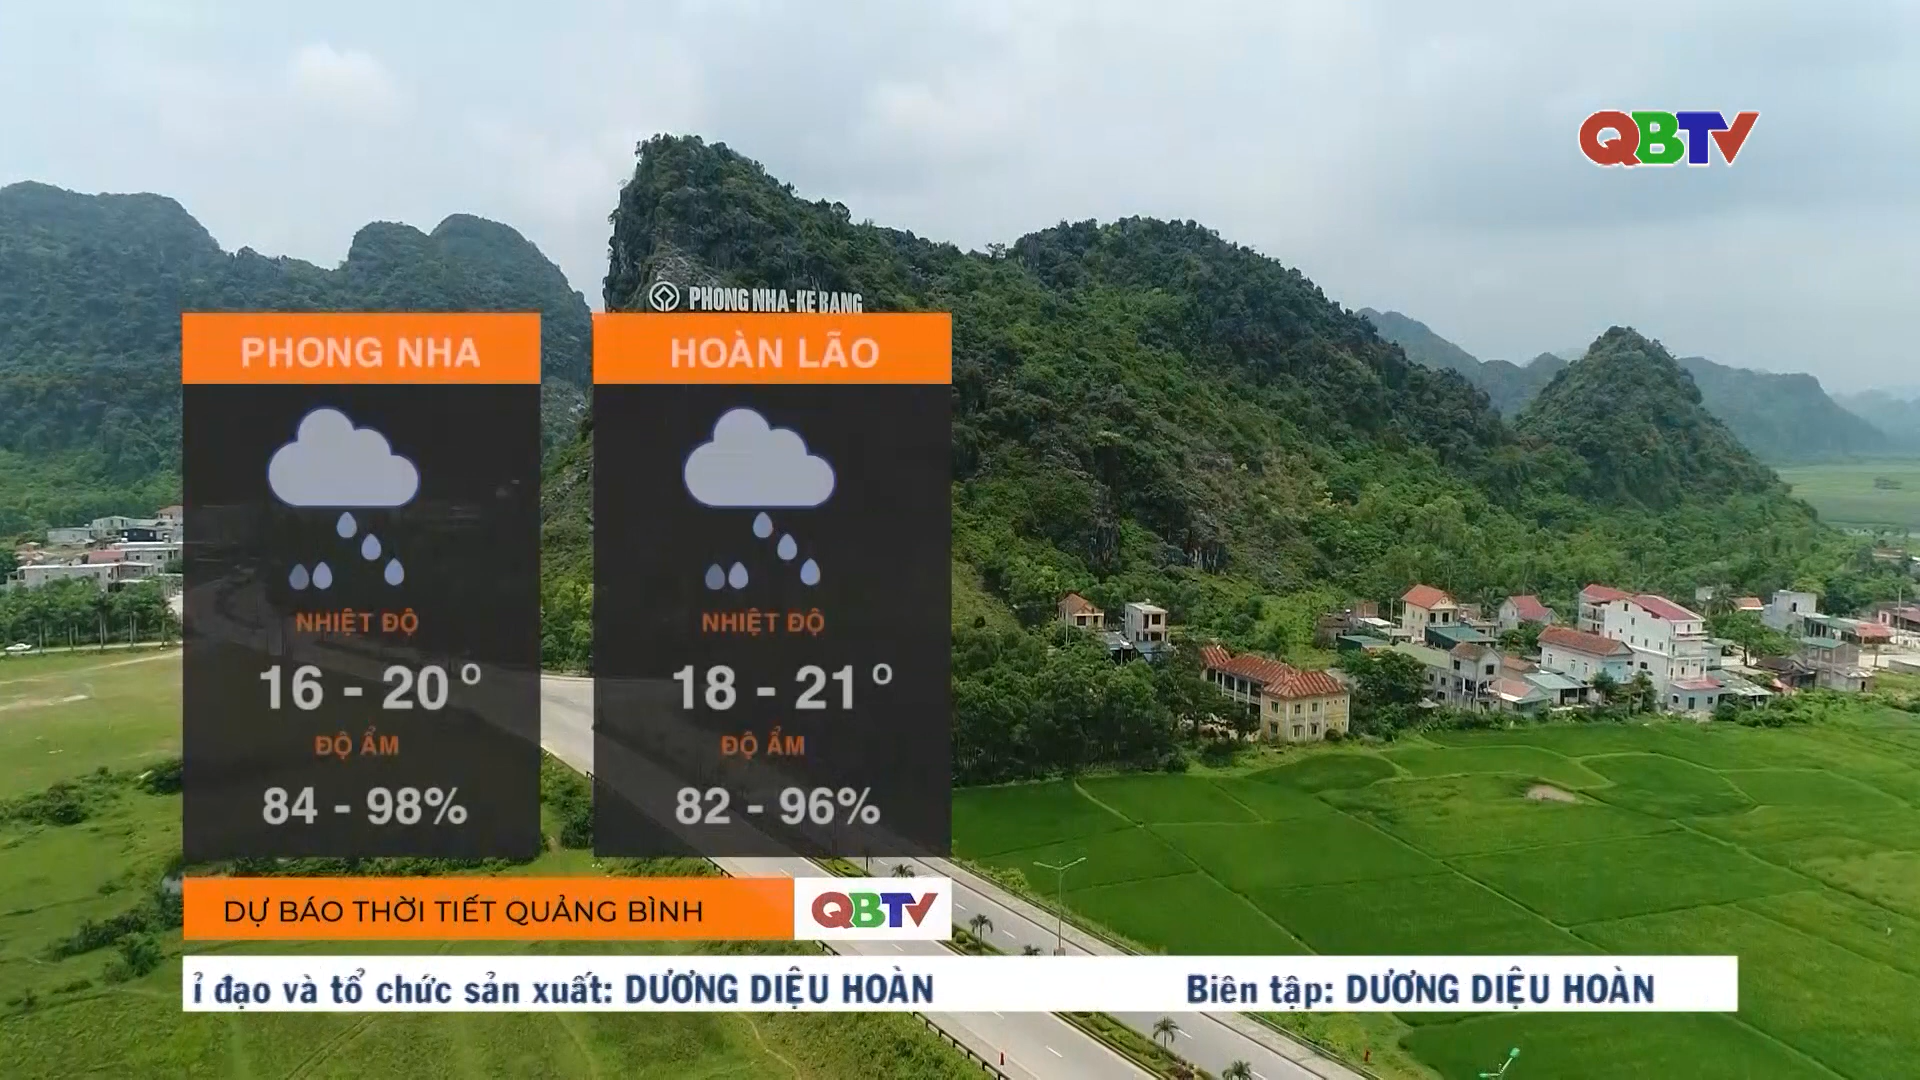 QBTV
PHONG NHA-KE BANG
PHONG NHA
NHIỆT ĐỘ
16 - 20°
ĐỘ ẨM
84 - 98%
HOÀN LÃO
NHIỆT ĐỘ
18 - 21°
ĐỘ ẨM
82 - 96%
DỰ BÁO THỜI TIẾT QUẢNG BÌNH
QBTV
ỉ đạo và tổ chức sản xuất: DƯƠNG DIỆU HOÀN
Biên tập: DƯƠNG DIỆU HOÀN